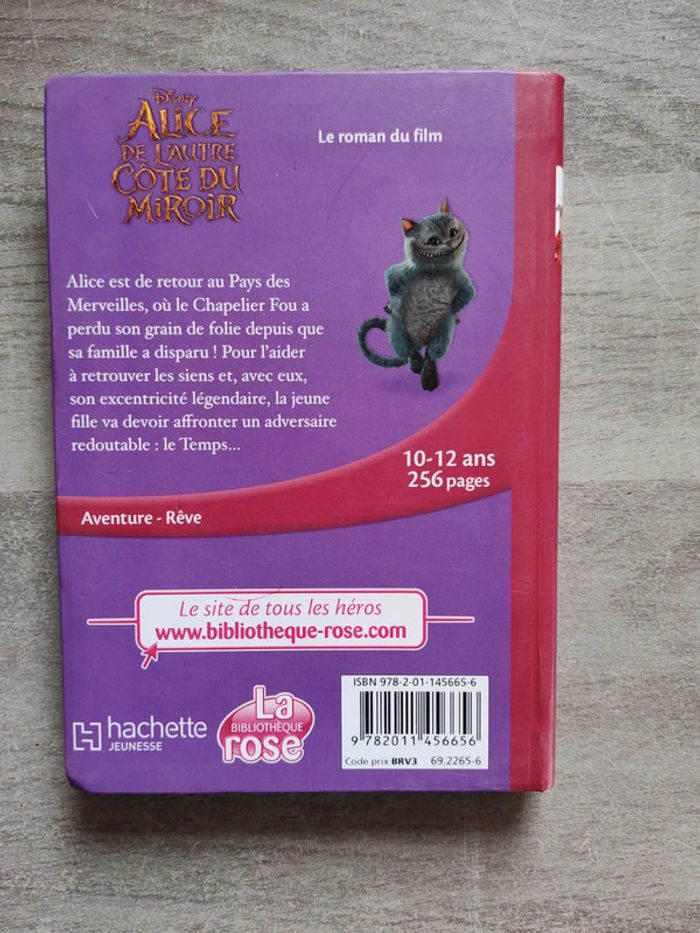 Disney
ALICE
DE L'AUTRE
CÔTÉ DU
MIROIR
Le roman du film
Alice est de retour au Pays des
Merveilles, où le Chapelier Fou a
perdu son grain de folie depuis que
sa famille a disparu ! Pour l'aider
à retrouver les siens et, avec eux,
son excentricité légendaire, la jeune
fille va devoir affronter un adversaire
redoutable : le Temps...
10-12 ans
256 pages
Aventure - Rêve
Le site de tous les héros
www.bibliotheque-rose.com
hachette
JEUNESSE
La
BIBLIOTHÈQUE
rose
ISBN 978-2-01-145665-6
9 782011 456656
Code prix BRV3 69.2265-6